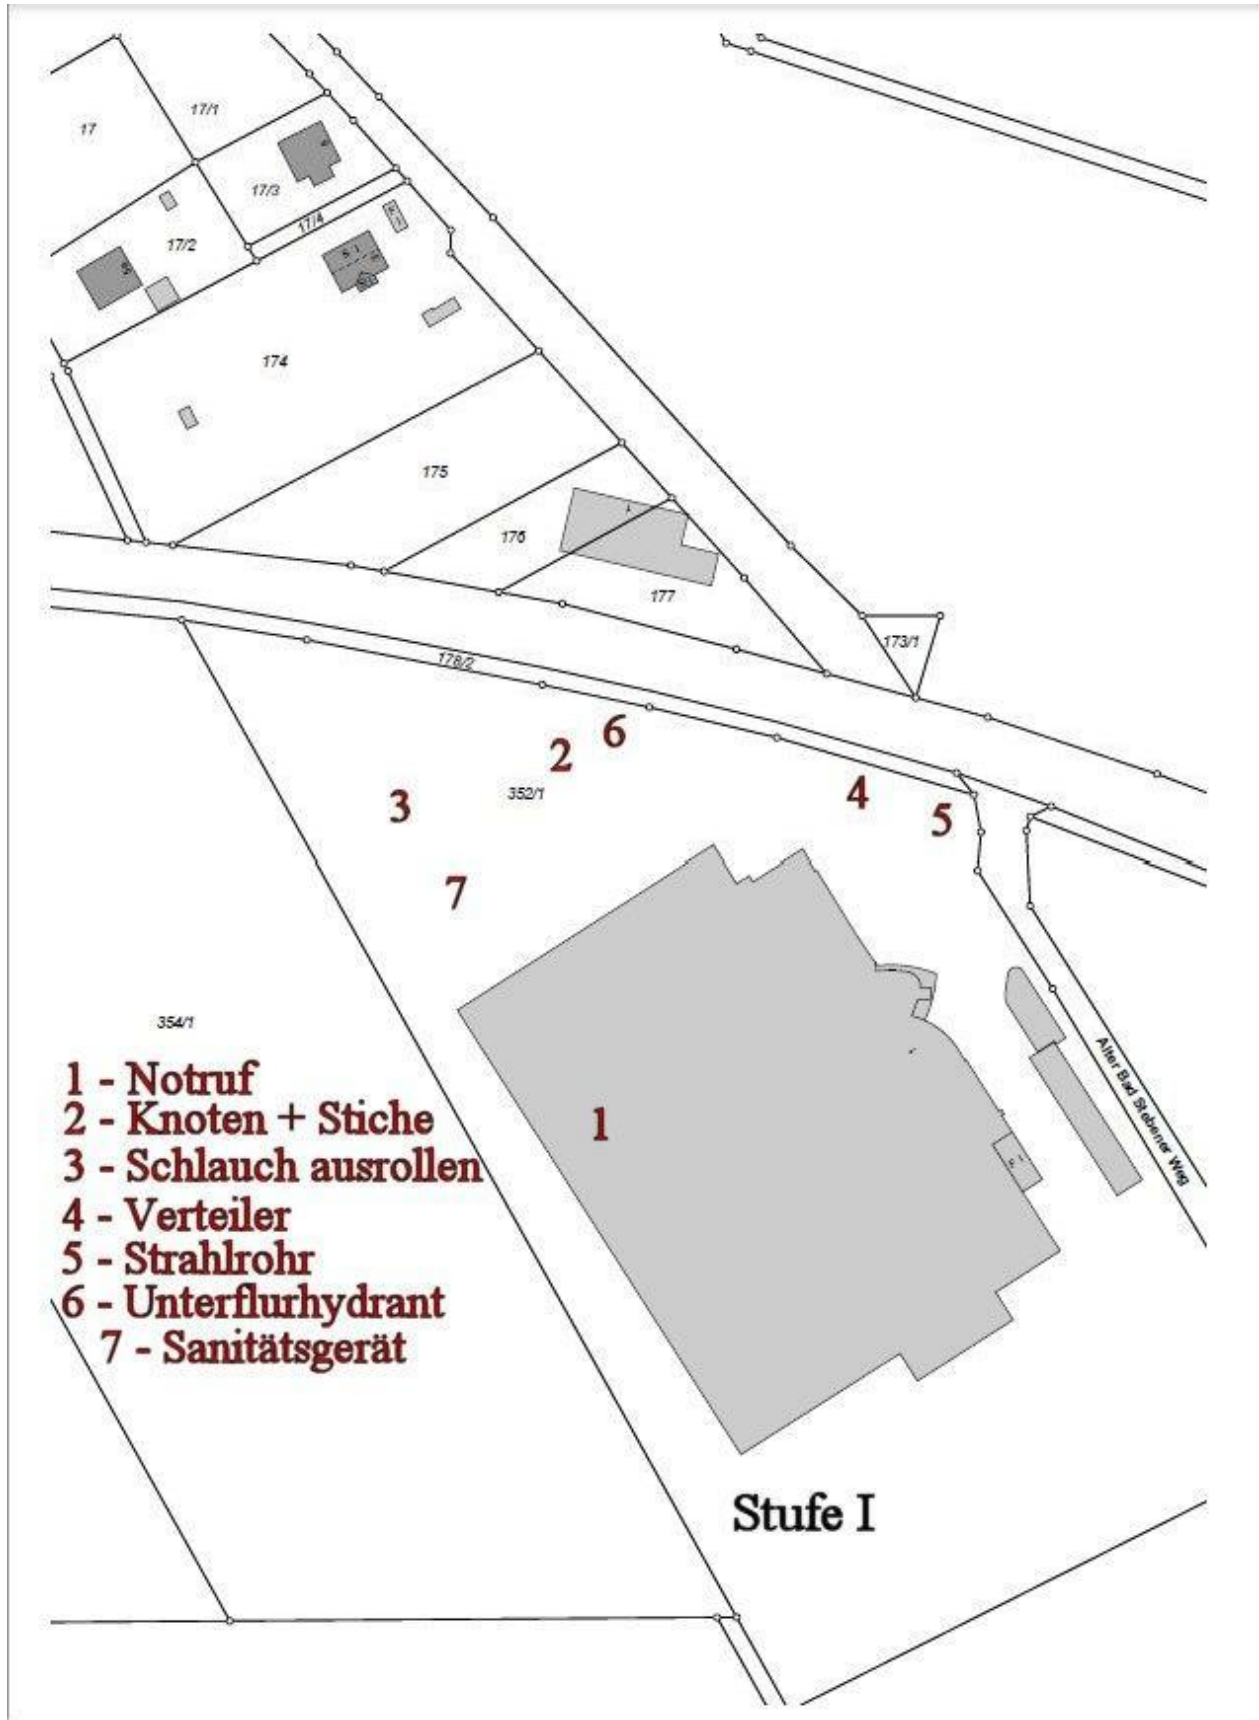 17
17/1
17/3
17/4
17/2
174
175
176
177
173/1
178/2
6
2
352/1
3
4
5
7
354/1
1 - Notruf
2 - Knoten + Stiche
3 - Schlauch ausrollen
4 - Verteiler
5 - Strahlrohr
6 - Unterflurhydrant
7 - Sanitätsgerät
1
Alter Bad Stebener Weg
Stufe I